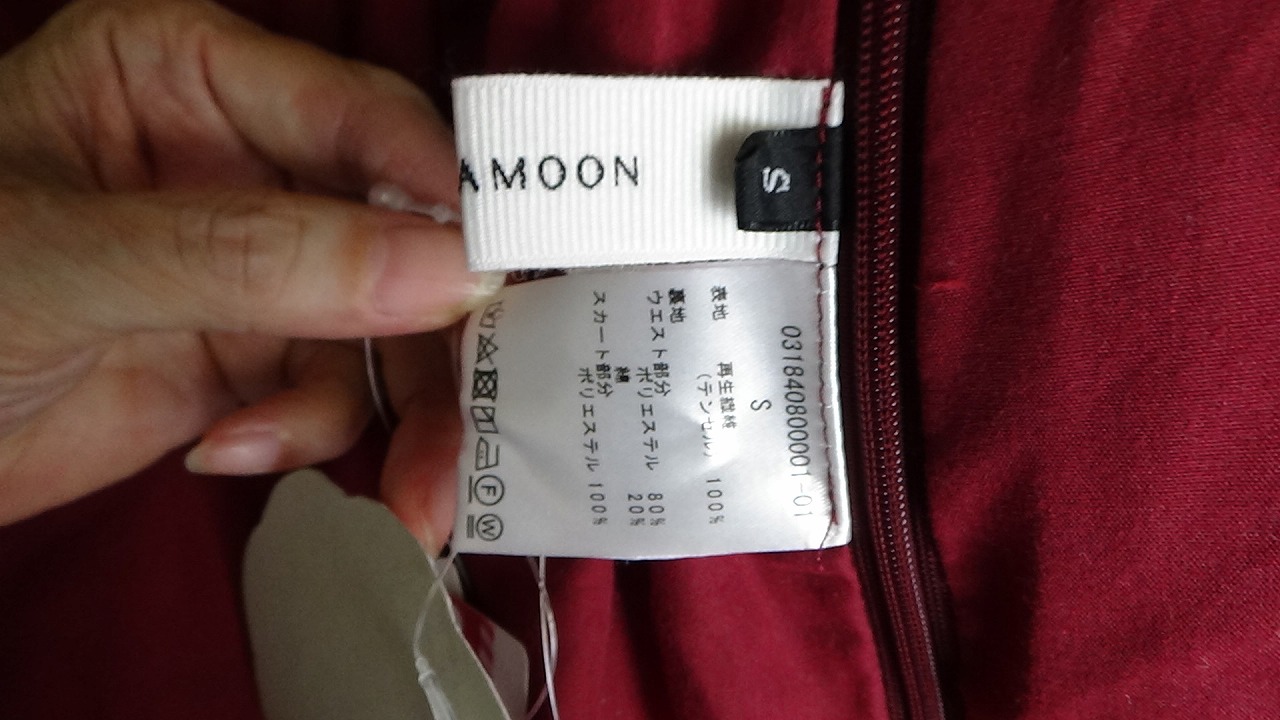 AMOON
S
031840800001-01
S
表地 再生繊維 100%
(テンセル)
裏地
ウエスト部分 ポリエステル 80%
綿 20%
スカート部分 ポリエステル 100%
F
W